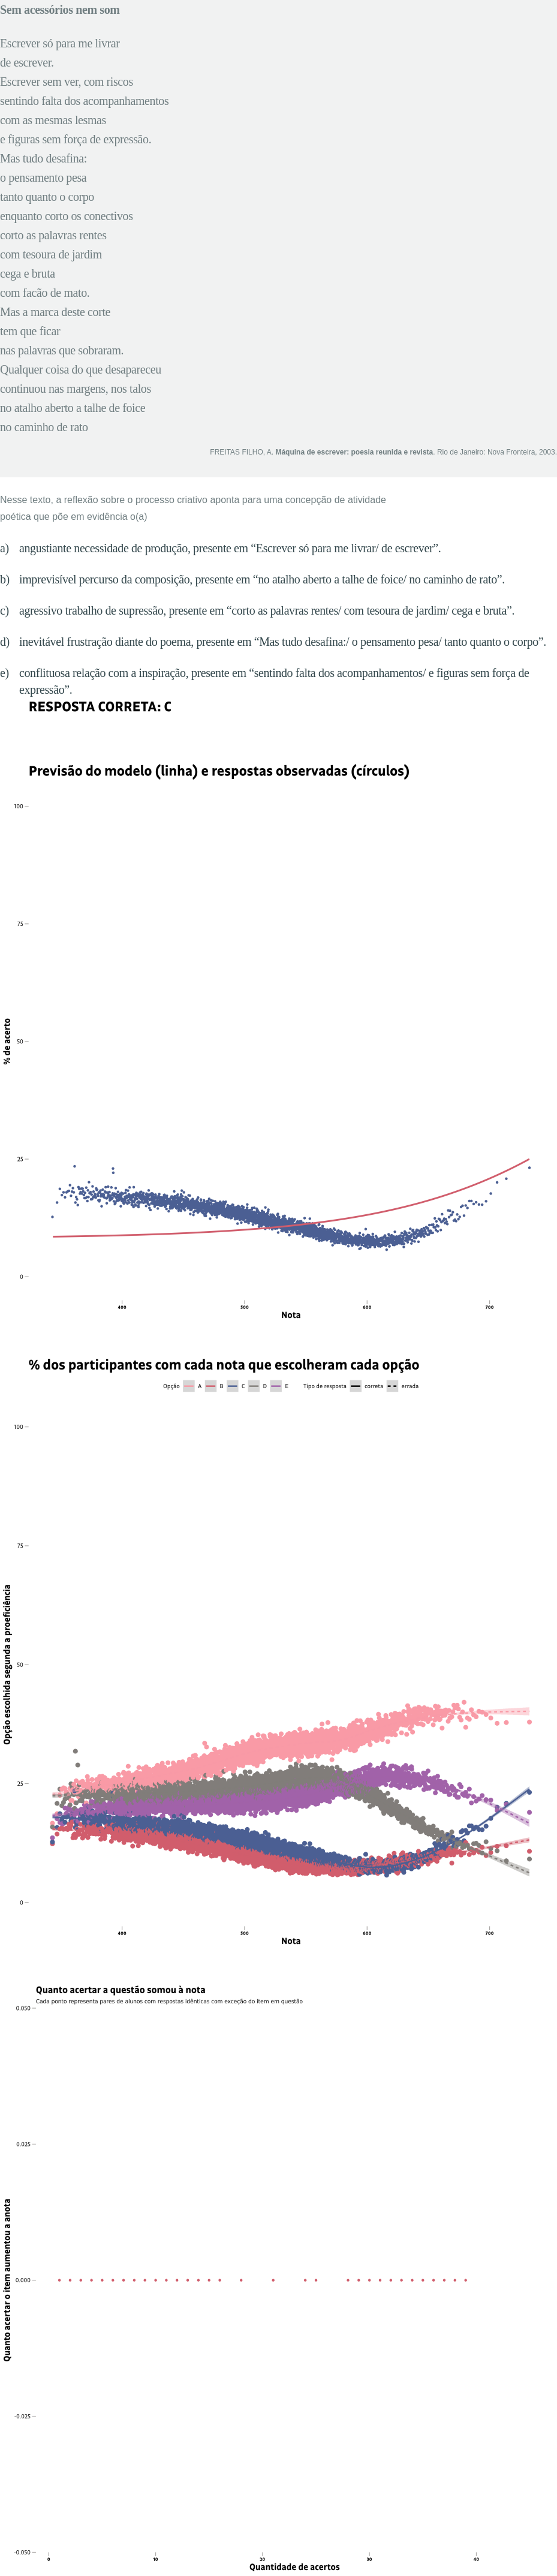 Sem acessórios nem som
Escrever só para me livrar
de escrever.
Escrever sem ver, com riscos
sentindo falta dos acompanhamentos
com as mesmas lesmas
e figuras sem força de expressão.
Mas tudo desafina:
o pensamento pesa
tanto quanto o corpo
enquanto corto os conectivos
corto as palavras rentes
com tesoura de jardim
cega e bruta
com facão de mato.
Mas a marca deste corte
tem que ficar
nas palavras que sobraram.
Qualquer coisa do que desapareceu
continuou nas margens, nos talos
no atalho aberto a talhe de foice
no caminho de rato
FREITAS FILHO, A. Máquina de escrever: poesia reunida e revista. Rio de Janeiro: Nova Fronteira, 2003.
Nesse texto, a reflexão sobre o processo criativo aponta para uma concepção de atividade
poética que põe em evidência o(a)
a) angustiante necessidade de produção, presente em “Escrever só para me livrar/ de escrever”.
b) imprevisível percurso da composição, presente em “no atalho aberto a talhe de foice/ no caminho de rato”.
c) agressivo trabalho de supressão, presente em “corto as palavras rentes/ com tesoura de jardim/ cega e bruta”.
d) inevitável frustração diante do poema, presente em “Mas tudo desafina:/ o pensamento pesa/ tanto quanto o corpo”.
e) conflituosa relação com a inspiração, presente em “sentindo falta dos acompanhamentos/ e figuras sem força de
expressão”.
RESPOSTA CORRETA: C
Previsão do modelo (linha) e respostas observadas (círculos)
100
75
50
25
0
% de acerto
400 500 600 700
Nota
% dos participantes com cada nota que escolheram cada opção
Opção A B C D E Tipo de resposta correta errada
100
75
50
25
0
Opção escolhida segunda a proeficiência
400 500 600 700
Nota
Quanto acertar a questão somou à nota
Cada ponto representa pares de alunos com respostas idênticas com exceção do item em questão
0.050
0.025
0.000
-0.025
-0.050
Quanto acertar o item aumentou a anota
0 10 20 30 40
Quantidade de acertos